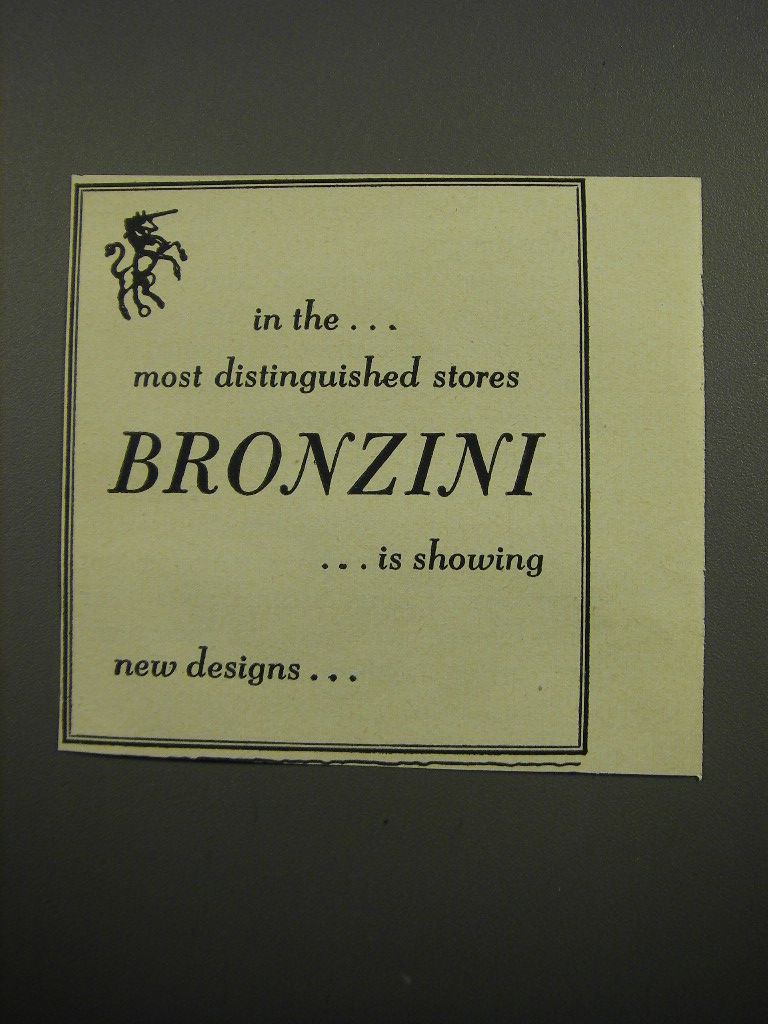 in the . . .
most distinguished stores
BRONZINI
. . . is showing
new designs . . .